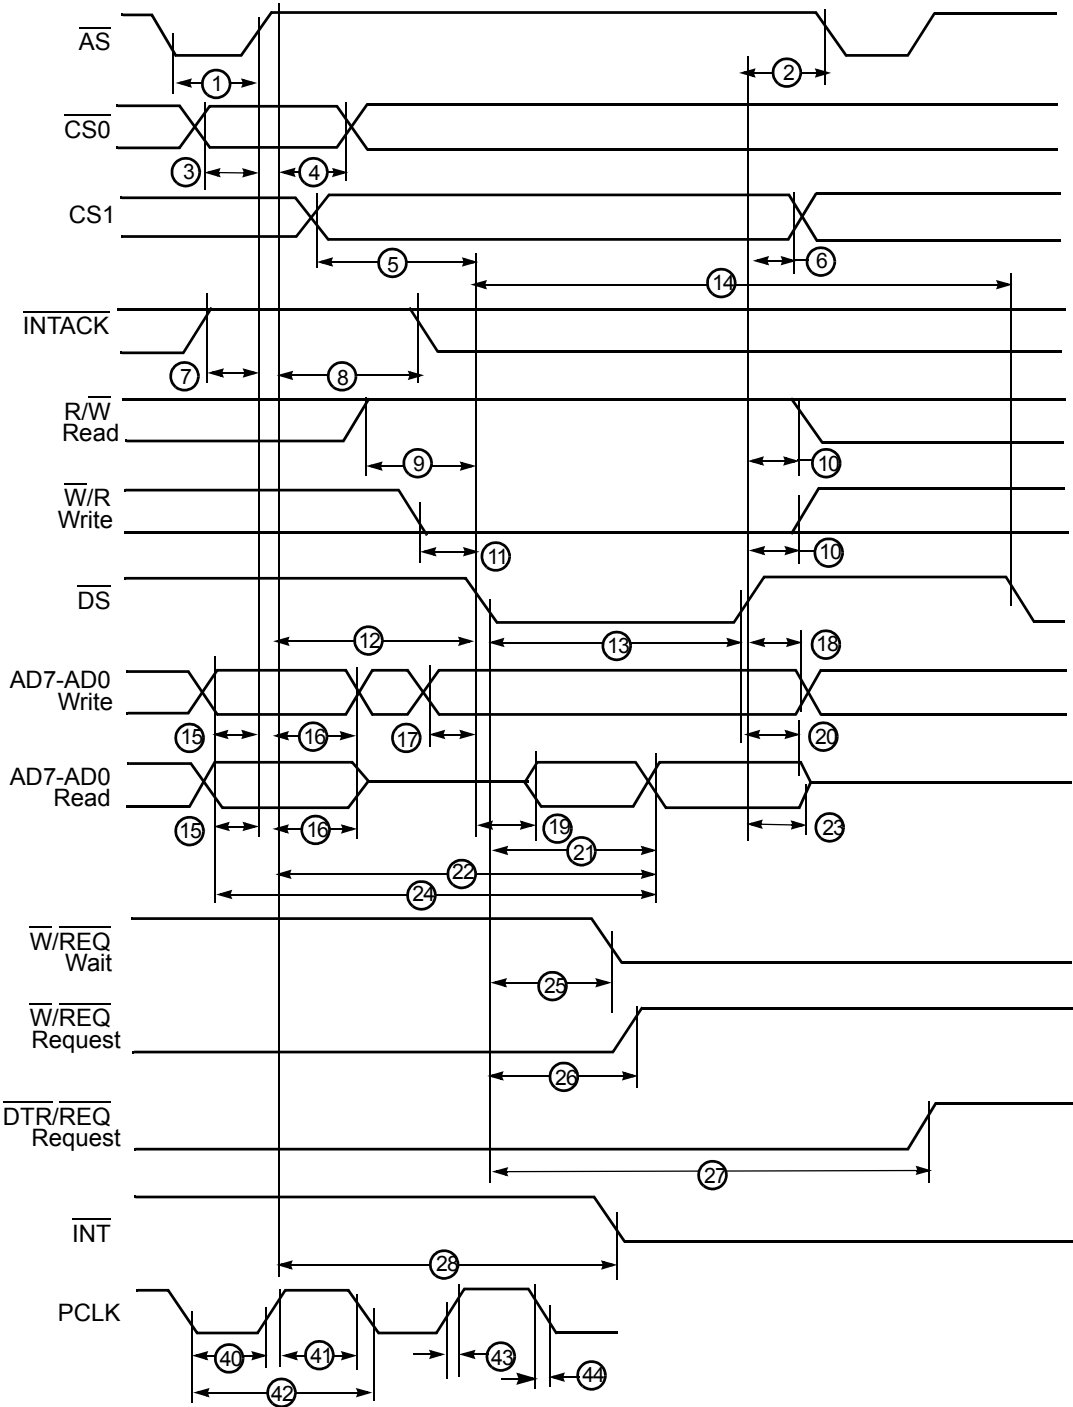 AS
1
2
CS0
3
4
CS1
5
6
14
INTACK
7
8
R/W
Read
9
10
W/R
Write
11
10
DS
12
13
18
AD7-AD0
Write
15
16
17
20
AD7-AD0
Read
15
16
19
23
21
22
24
W/REQ
Wait
25
W/REQ
Request
26
DTR/REQ
Request
27
INT
28
PCLK
40
41
43
44
42